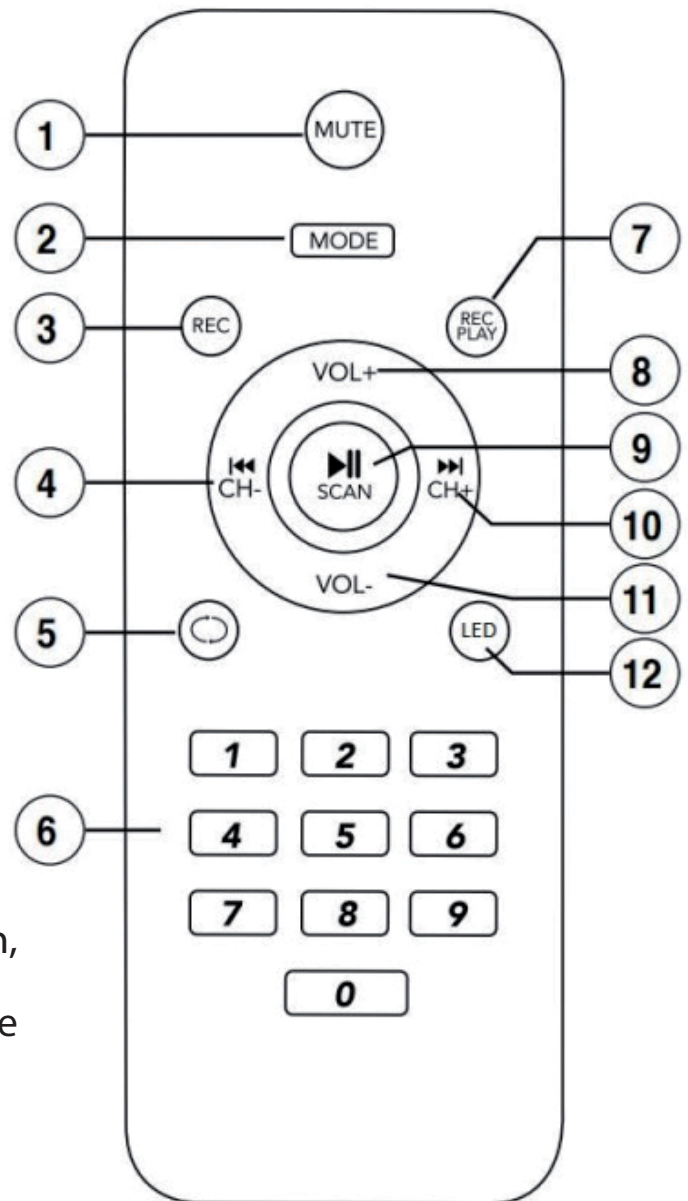 1 MUTE
2 MODE 7
3 REC REC PLAY
VOL+ 8
SCAN 9
4 CH- CH+
10
VOL- 11
5 LED
12
1 2 3
6 4 5 6
7 8 9
n,
0
e